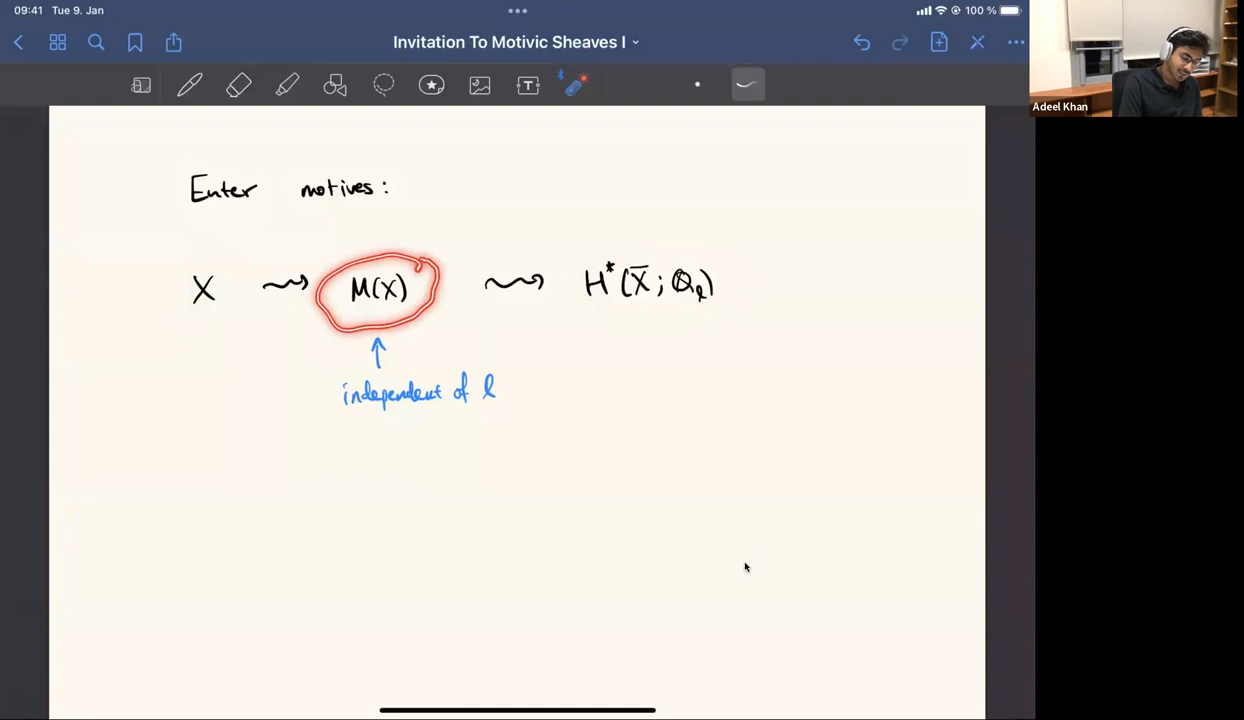 09:41 Tue 9. Jan
100 %
Invitation To Motivic Sheaves I
T
Adeel Khan
Enter motives:
X ⇝ M(X) ⇝ H*(X̄; ℚₗ)
↑
independent of l